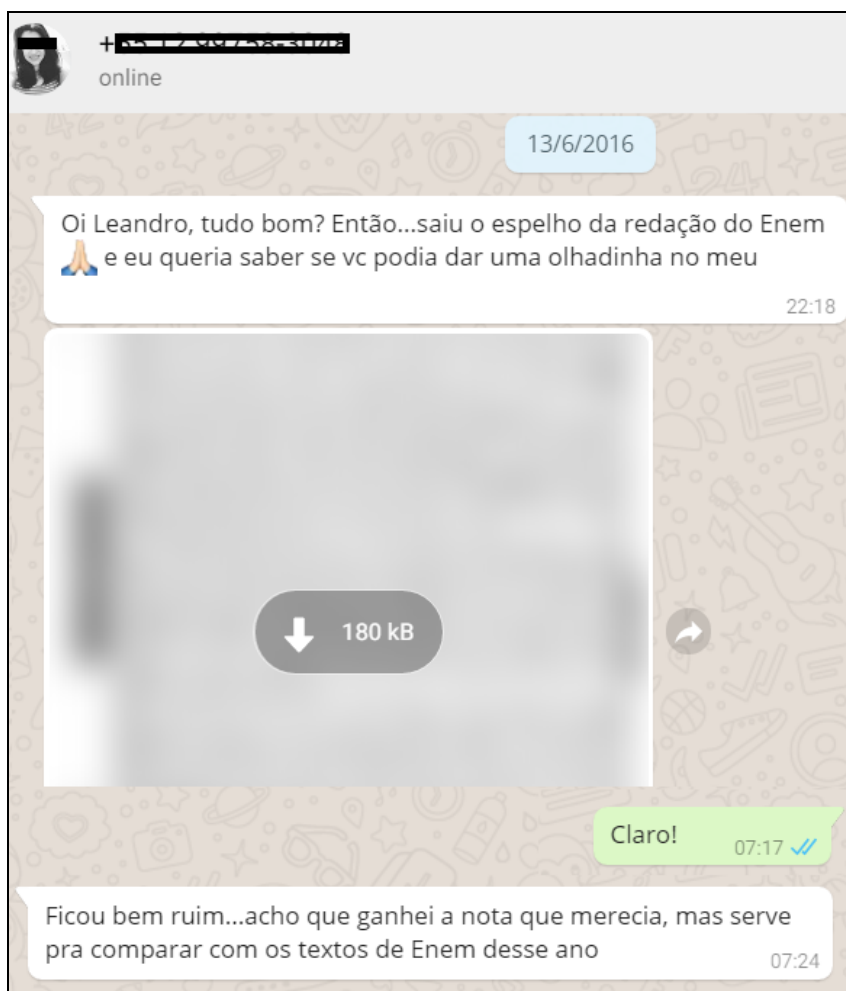 online
13/6/2016
Oi Leandro, tudo bom? Então...saiu o espelho da redação do Enem
🙏🏻 e eu queria saber se vc podia dar uma olhadinha no meu
22:18
180 kB
Claro!
07:17
Ficou bem ruim...acho que ganhei a nota que merecia, mas serve
pra comparar com os textos de Enem desse ano
07:24